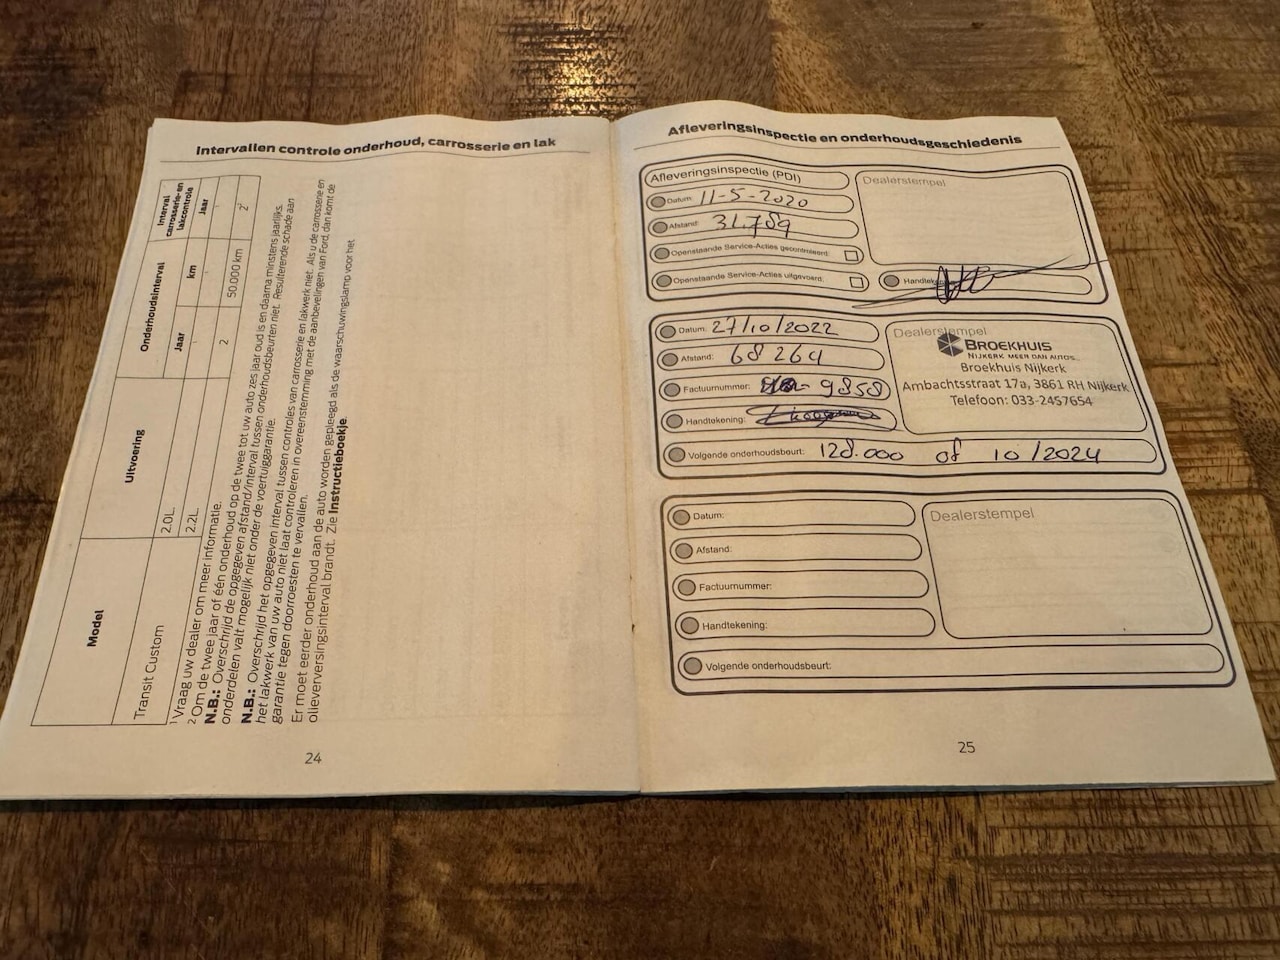 Intervallen controle onderhoud, carrosserie en lak
Model
Uitvoering
Onderhoudsinterval
Interval carrosserie- en lakcontrole
Jaar
km
Jaar
Transit Custom
2.0L
2.2L
2
50.000 km
2²
¹ Vraag uw dealer om meer informatie.
² Om de twee jaar of één onderhoud op de twee tot uw auto zes jaar oud is en daarna minstens jaarlijks.
N.B.: Overschrijd de opgegeven afstand/interval tussen onderhoudsbeurten niet. Resulterende schade aan
onderdelen valt mogelijk niet onder de voertuiggarantie.
N.B.: Overschrijd het opgegeven interval tussen controles van carrosserie en lakwerk niet. Als u de carrosserie en
het lakwerk van uw auto niet laat controleren in overeenstemming met de aanbevelingen van Ford, dan komt de
garantie tegen doorroesten te vervallen.
Er moet eerder onderhoud aan de auto worden gepleegd als de waarschuwingslamp voor het
olieverversingsinterval brandt. Zie Instructieboekje.
24
Afleveringsinspectie en onderhoudsgeschiedenis
Afleveringsinspectie (PDI)
Dealerstempel
Datum: 11-5-2020
Afstand: 31.789
Openstaande Service-Acties gecontroleerd:
Openstaande Service-Acties uitgevoerd:
Handtekening:
Datum: 27/10/2022
Dealerstempel
BROEKHUIS
NIJKERK MEER DAN AUTO'S...
Broekhuis Nijkerk
Ambachtsstraat 17a, 3861 RH Nijkerk
Telefoon: 033-2457654
Afstand: 68264
Factuurnummer: 9858
Handtekening:
Volgende onderhoudsbeurt: 128.000 of 10/2024
Datum:
Dealerstempel
Afstand:
Factuurnummer:
Handtekening:
Volgende onderhoudsbeurt:
25